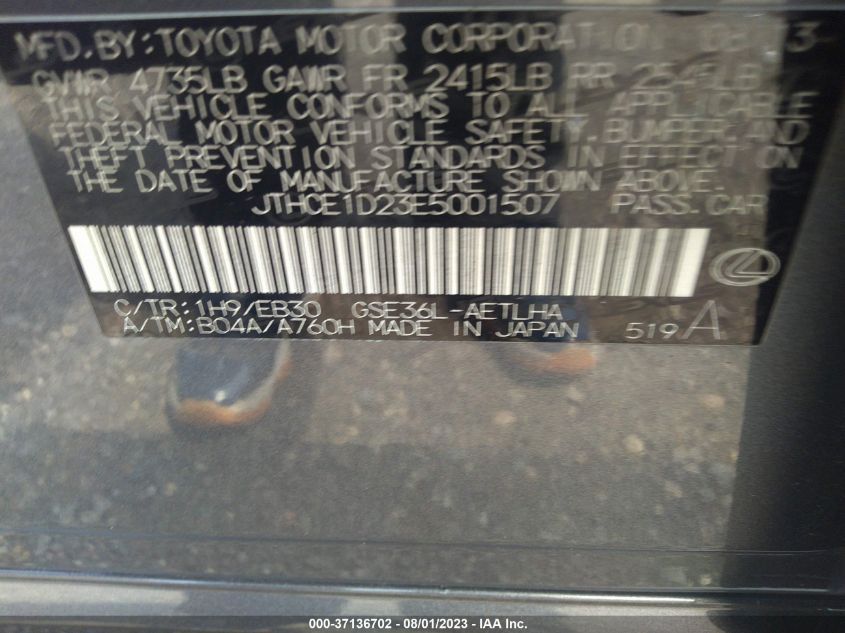 MFD. BY: TOYOTA MOTOR CORPORATION
GVWR 4735LB GAWR FR 2415LB RR
THIS VEHICLE CONFORMS TO ALL APPLICABLE
FEDERAL MOTOR VEHICLE SAFETY, BUMPER, AND
THEFT PREVENTION STANDARDS IN EFFECT ON
THE DATE OF MANUFACTURE SHOWN ABOVE.
JTHCE1D23E5001507 PASS. CAR
C/TR: 1H9/EB30 GSE36L-AETLHA
A/TM: B04A/A760H MADE IN JAPAN 519 A
000-37136702 - 08/01/2023 - IAA Inc.